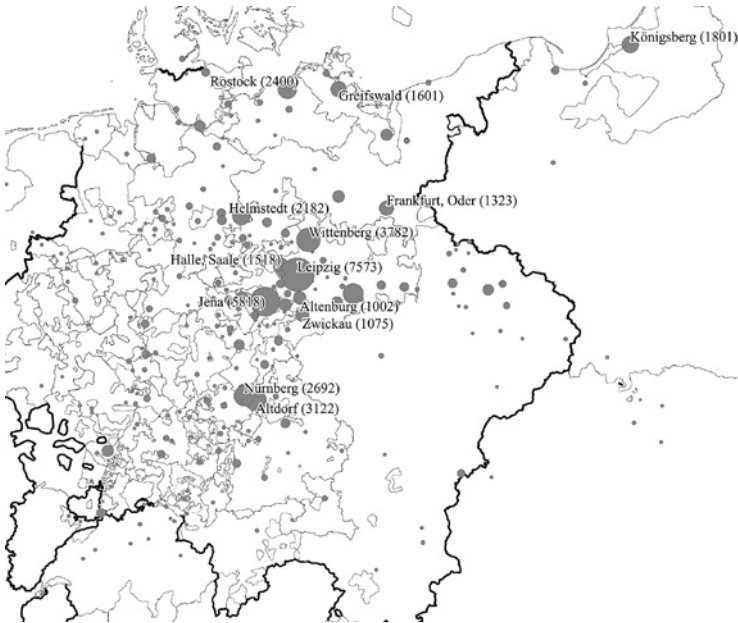 Königsberg (1801)
Rostock (2400)
Greifswald (1601)
Helmstedt (2182)
Frankfurt, Oder (1323)
Wittenberg (3782)
Halle, Saale (1518)
Leipzig (7573)
Jena (5818)
Altenburg (1002)
Zwickau (1075)
Nürnberg (2692)
Altdorf (3122)